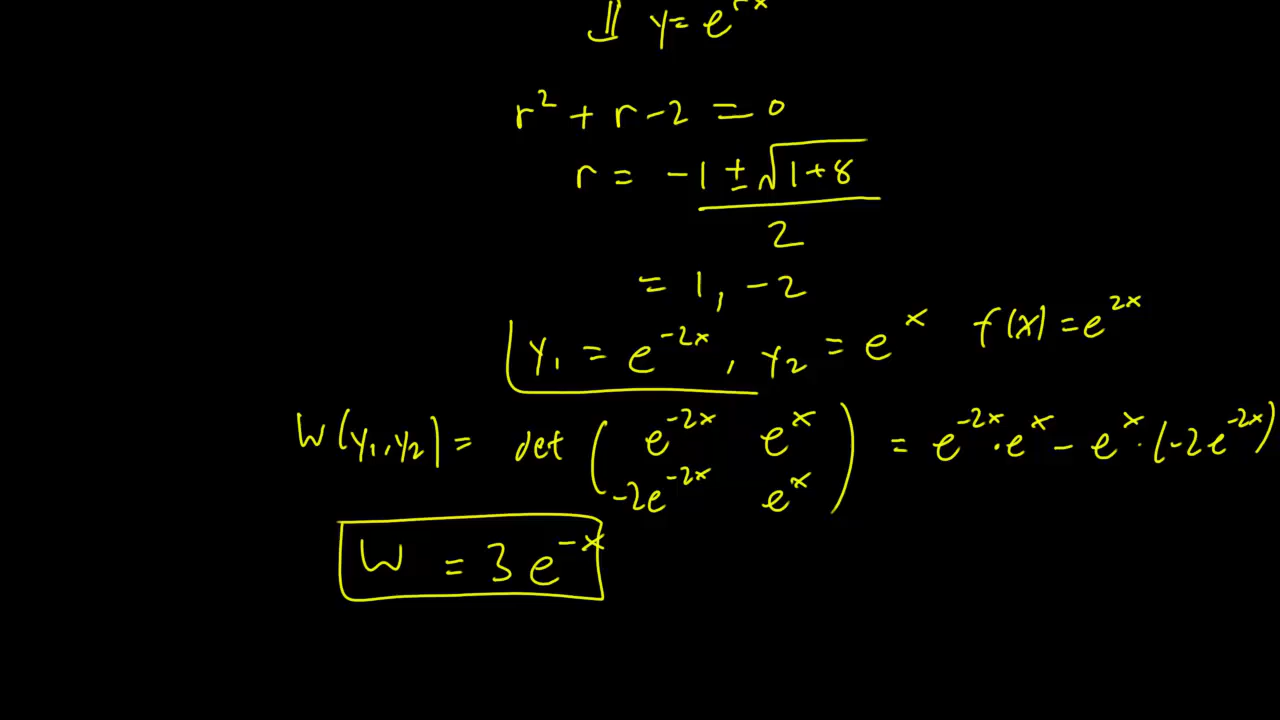 ⇓ y = e^{rx}
r² + r - 2 = 0
r = -1 ± √(1+8)
2
= 1, -2
y₁ = e^{-2x}, y₂ = e^x f(x) = e^{2x}
W(y₁, y₂) = det ( e^{-2x} e^x = e^{-2x} · e^x - e^x · (-2e^{-2x})
-2e^{-2x} e^x )
W = 3e^{-x}